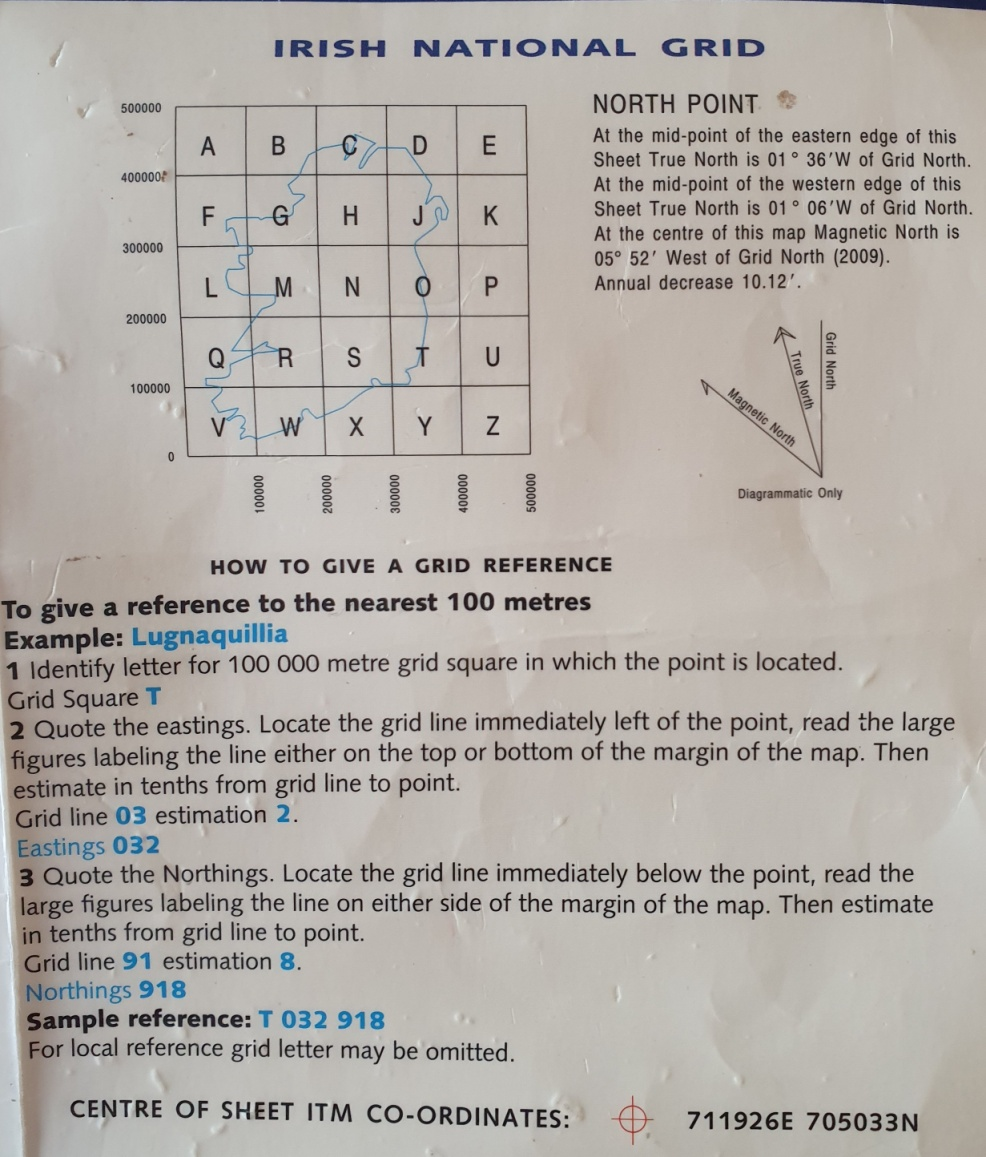 IRISH NATIONAL GRID
500000
A B C D E
400000
F G H J K
300000
L M N O P
200000
Q R S T U
100000
V W X Y Z
0
100000
200000
300000
400000
500000
NORTH POINT
At the mid-point of the eastern edge of this
Sheet True North is 01° 36′W of Grid North.
At the mid-point of the western edge of this
Sheet True North is 01° 06′W of Grid North.
At the centre of this map Magnetic North is
05° 52′ West of Grid North (2009).
Annual decrease 10.12′.
Grid North
True North
Magnetic North
Diagrammatic Only
HOW TO GIVE A GRID REFERENCE
To give a reference to the nearest 100 metres
Example: Lugnaquillia
1 Identify letter for 100 000 metre grid square in which the point is located.
Grid Square T
2 Quote the eastings. Locate the grid line immediately left of the point, read the large
figures labeling the line either on the top or bottom of the margin of the map. Then
estimate in tenths from grid line to point.
Grid line 03 estimation 2.
Eastings 032
3 Quote the Northings. Locate the grid line immediately below the point, read the
large figures labeling the line on either side of the margin of the map. Then estimate
in tenths from grid line to point.
Grid line 91 estimation 8.
Northings 918
Sample reference: T 032 918
For local reference grid letter may be omitted.
CENTRE OF SHEET ITM CO-ORDINATES: 711926E 705033N